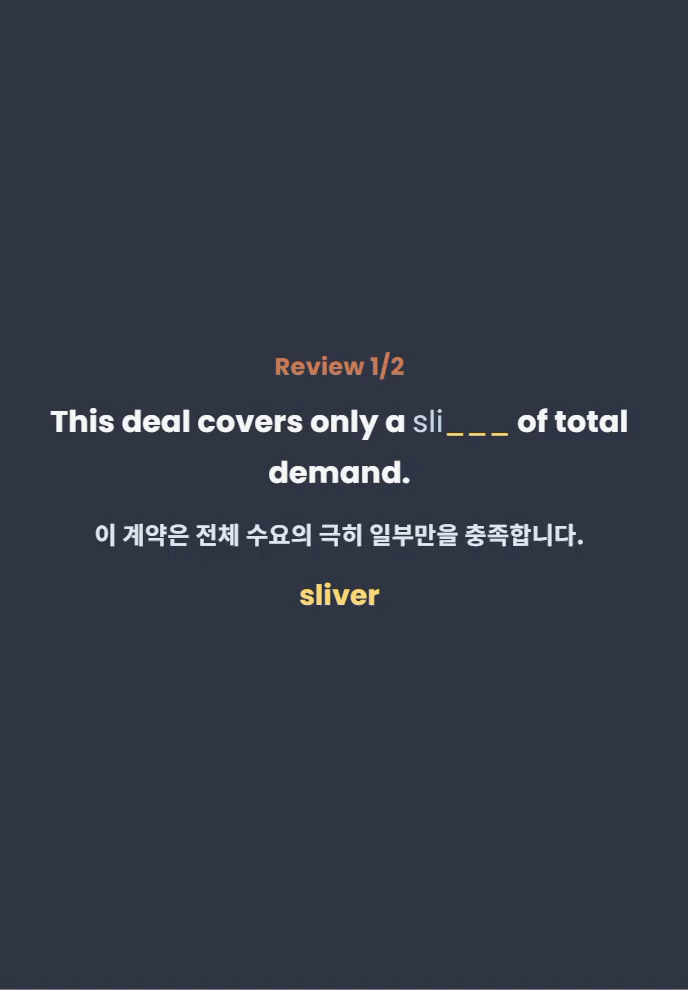 Review 1/2
This deal covers only a sli_ _ _ of total
demand.
이 계약은 전체 수요의 극히 일부만을 충족합니다.
sliver